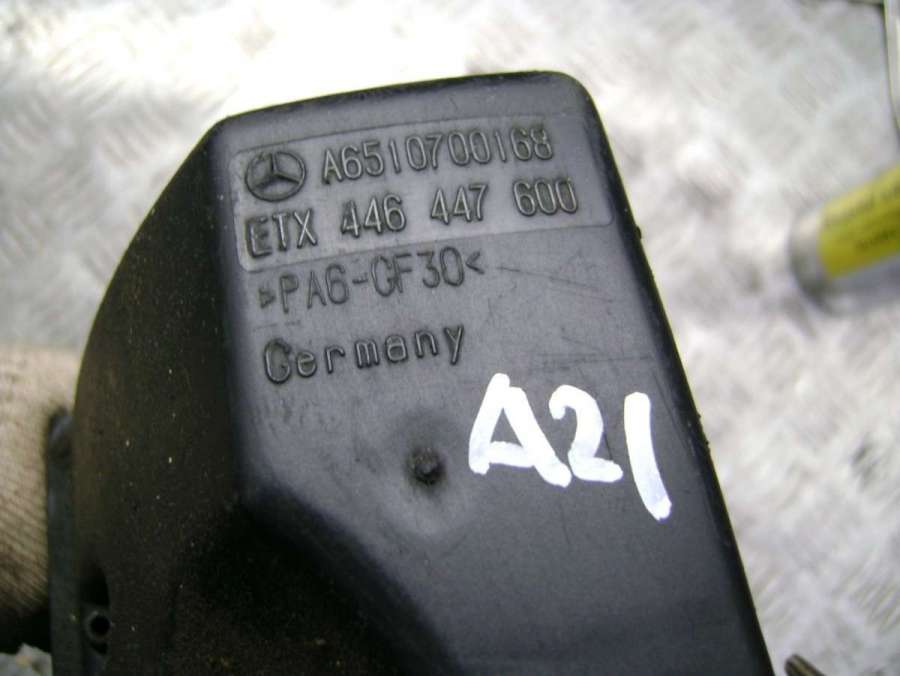 A6510700168
ETX 446 447 600
>PA6-GF30<
Germany
A21